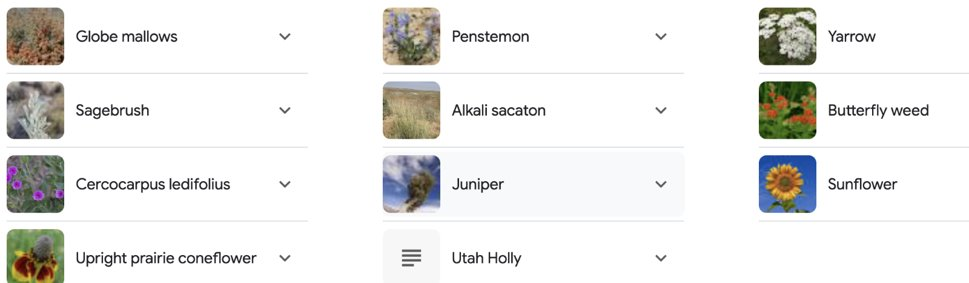 Globe mallows
Penstemon
Yarrow
Sagebrush
Alkali sacaton
Butterfly weed
Cercocarpus ledifolius
Juniper
Sunflower
Upright prairie coneflower
Utah Holly